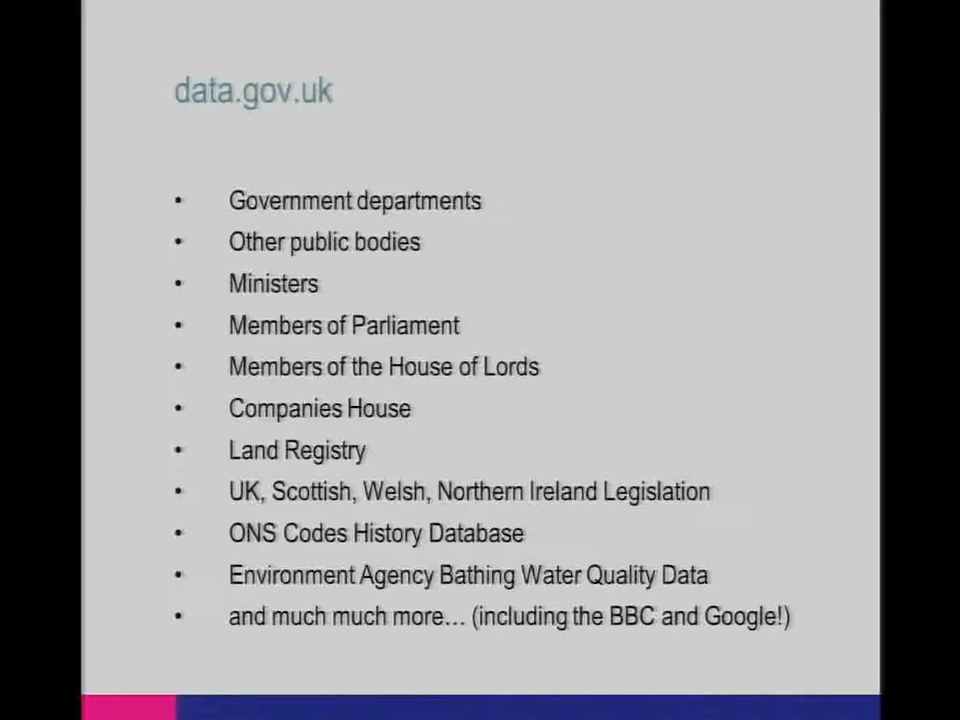 data.gov.uk
• Government departments
• Other public bodies
• Ministers
• Members of Parliament
• Members of the House of Lords
• Companies House
• Land Registry
• UK, Scottish, Welsh, Northern Ireland Legislation
• ONS Codes History Database
• Environment Agency Bathing Water Quality Data
• and much much more… (including the BBC and Google!)